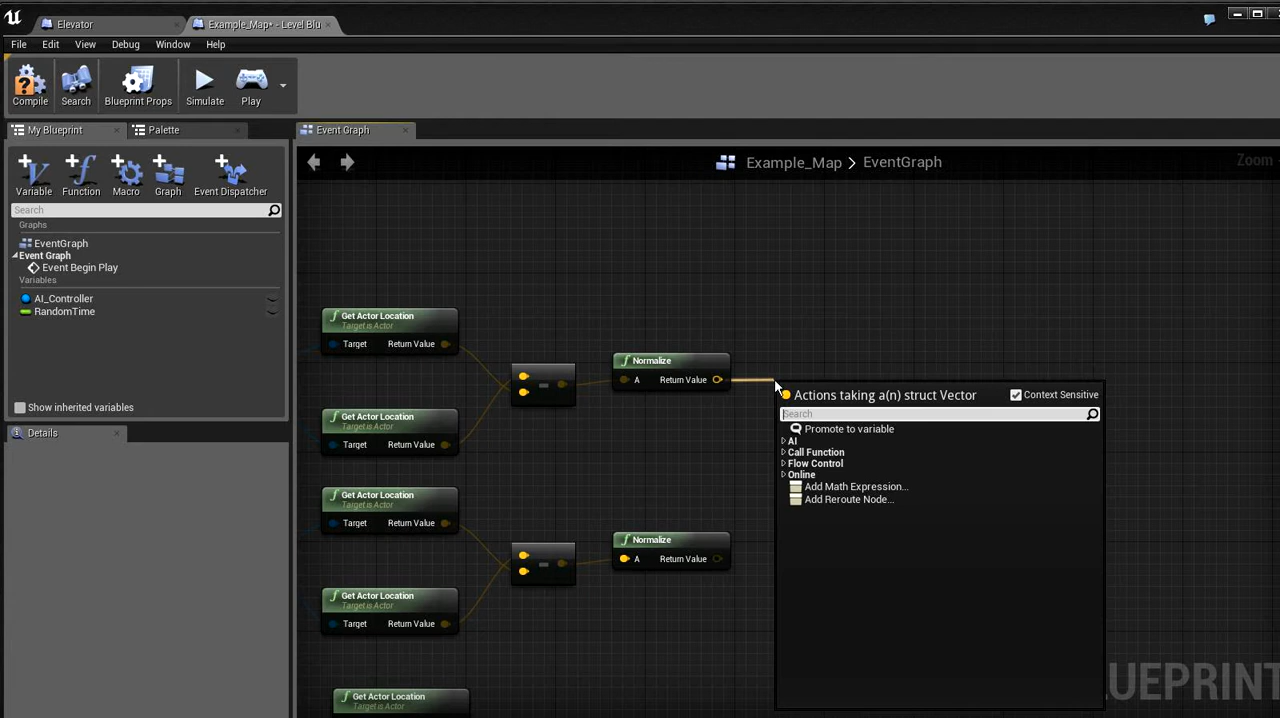 Elevator
Example_Map* - Level Blu
File Edit View Debug Window Help
Compile Search Blueprint Props Simulate Play
My Blueprint Palette Event Graph
Variable Function Macro Graph Event Dispatcher
Example_Map > EventGraph
Zoom
Search
Graphs
EventGraph
Event Graph
Event Begin Play
Variables
AI_Controller
RandomTime
Show inherited variables
Details
Get Actor Location
Target is Actor
Target Return Value
Get Actor Location
Target is Actor
Target Return Value
Normalize
A Return Value
Get Actor Location
Target is Actor
Target Return Value
Get Actor Location
Target is Actor
Target Return Value
Normalize
A Return Value
Get Actor Location
Actions taking a(n) struct Vector Context Sensitive
Search
Promote to variable
AI
Call Function
Flow Control
Online
Add Math Expression...
Add Reroute Node...
UEPRINT